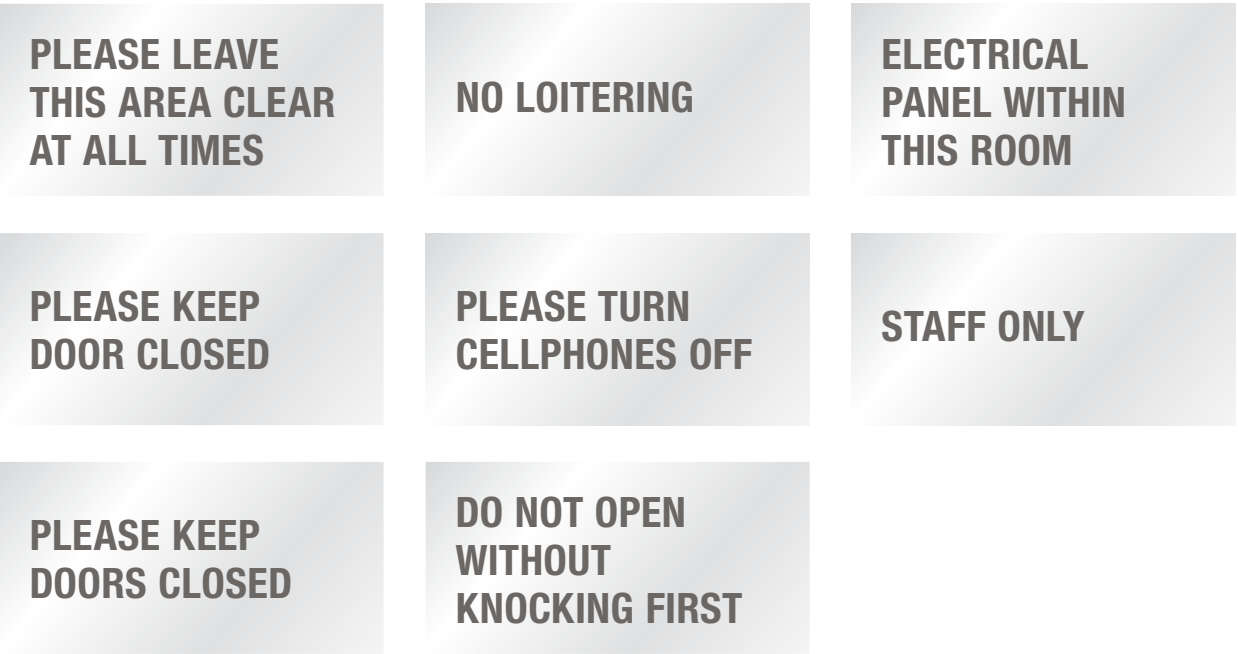 PLEASE LEAVE
THIS AREA CLEAR
AT ALL TIMES
NO LOITERING
ELECTRICAL
PANEL WITHIN
THIS ROOM
PLEASE KEEP
DOOR CLOSED
PLEASE TURN
CELLPHONES OFF
STAFF ONLY
PLEASE KEEP
DOORS CLOSED
DO NOT OPEN
WITHOUT
KNOCKING FIRST